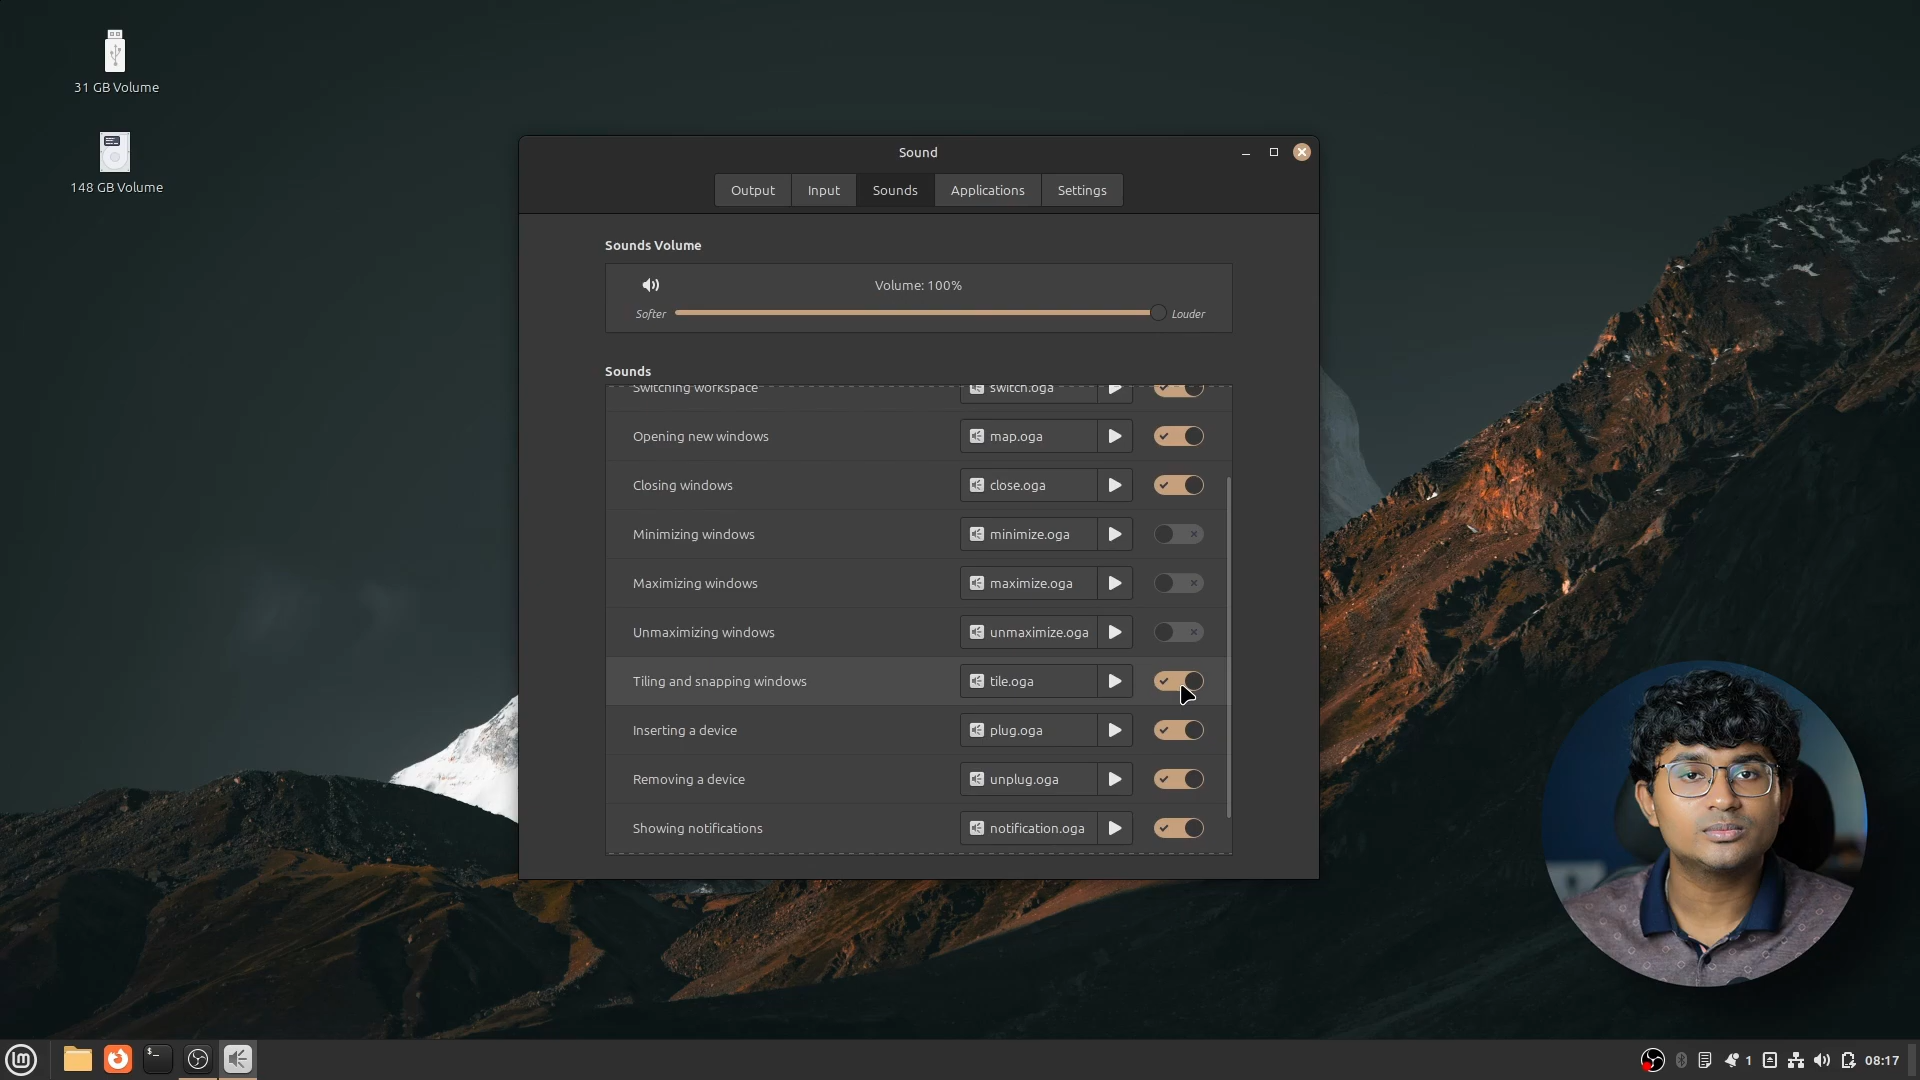 31 GB Volume
148 GB Volume
Sound
Output Input Sounds Applications Settings
Sounds Volume
Volume: 100%
Softer Louder
Sounds
Switching workspace switch.oga
Opening new windows map.oga
Closing windows close.oga
Minimizing windows minimize.oga
Maximizing windows maximize.oga
Unmaximizing windows unmaximize.oga
Tiling and snapping windows tile.oga
Inserting a device plug.oga
Removing a device unplug.oga
Showing notifications notification.oga
1 08:17